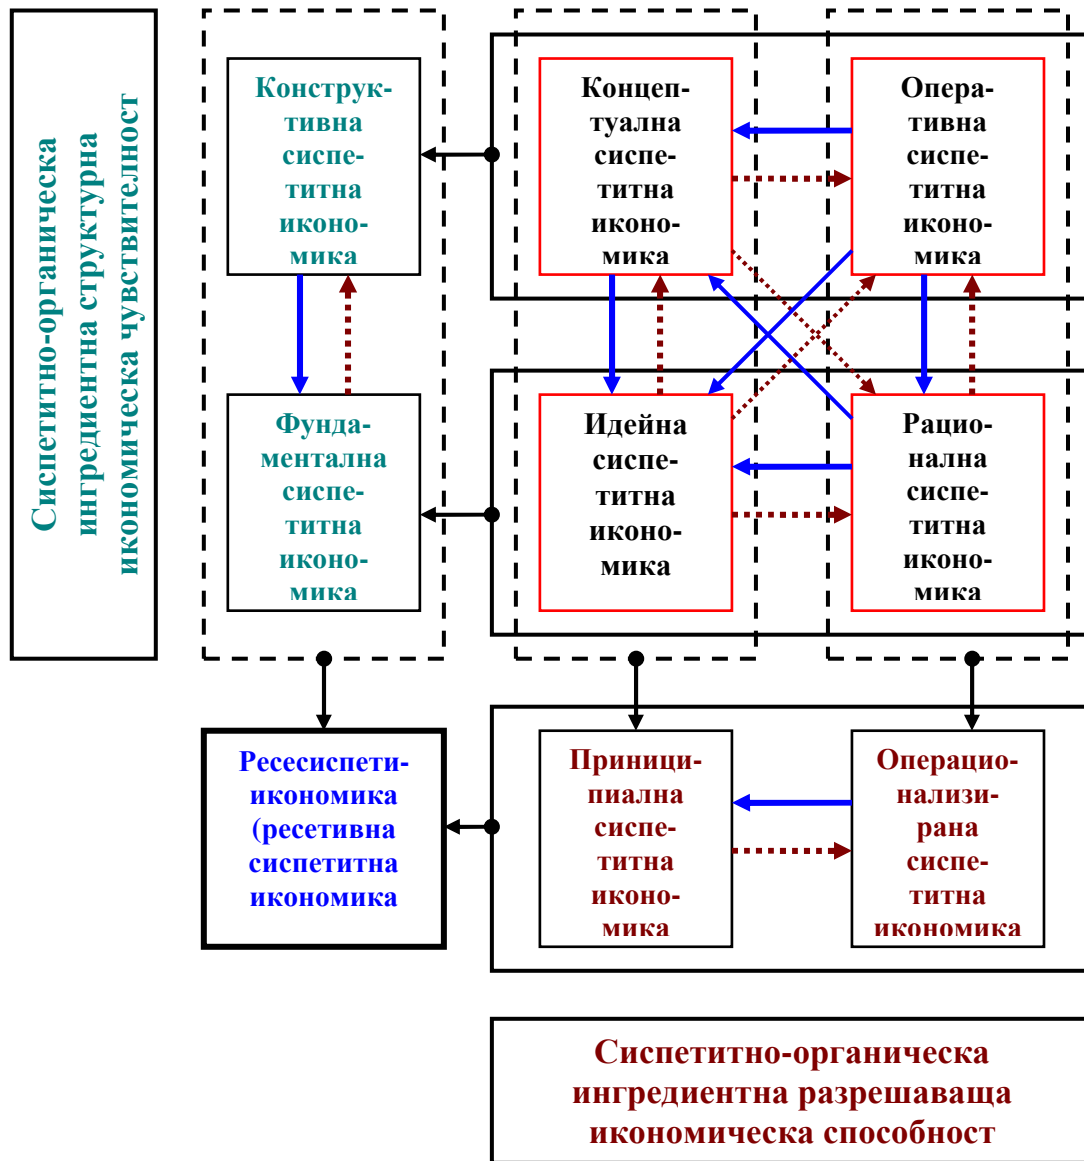 Сиспетитно-органическа
ингредиентна структурна
икономическа чувствителност
Конструк-
тивна
сиспе-
титна
иконо-
мика
Концеп-
туална
сиспе-
титна
иконо-
мика
Опера-
тивна
сиспе-
титна
иконо-
мика
Фунда-
ментална
сиспе-
титна
иконо-
мика
Идейна
сиспе-
титна
иконо-
мика
Рацио-
нална
сиспе-
титна
иконо-
мика
Ресесиспети-
икономика
(ресетивна
сиспетитна
икономика
Приници-
пиална
сиспе-
титна
иконо-
мика
Операцио-
нализи-
рана
сиспе-
титна
икономика
Сиспетитно-органическа
ингредиентна разрешаваща
икономическа способност